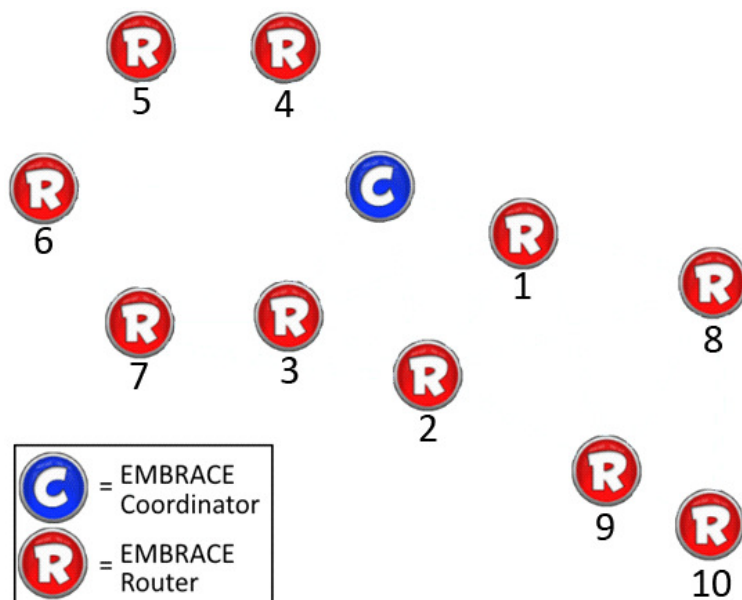 R R
5 4
R C
6
R
1
R
8
R R
7 3
R
2
C = EMBRACE
Coordinator
R
9
R = EMBRACE
Router
R
10